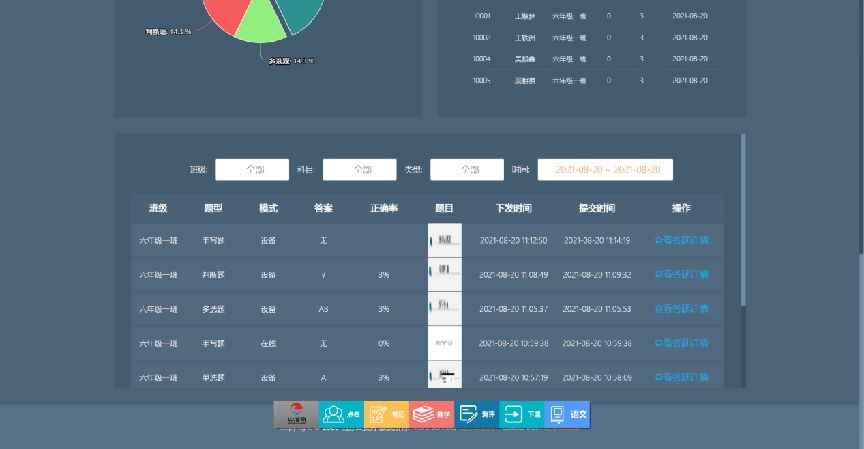 判断题: 14.3 %
多选题: 14.3 %
10001 六年级一班 0 3 2021-08-20
10002 六年级一班 0 3 2021-08-20
10004 六年级一班 0 3 2021-08-20
10005 六年级一班 0 3 2021-08-20
班级: 全部 科目: 全部 类型: 全部 时间: 2021-08-20 ~ 2021-08-20
班级 题型 模式 答案 正确率 题目 下发时间 提交时间 操作
六年级一班 手写题 设备 无 2021-08-20 11:12:50 2021-08-20 11:14:19 查看答题详情
六年级一班 判断题 设备 3% 2021-08-20 11:08:49 2021-08-20 11:09:32 查看答题详情
六年级一班 多选题 设备 AB 3% 2021-08-20 11:05:37 2021-08-20 11:05:53 查看答题详情
六年级一班 手写题 在线 无 0% 2021-08-20 10:59:38 2021-08-20 10:59:38 查看答题详情
六年级一班 单选题 设备 A 3% 2021-08-20 10:57:19 2021-08-20 10:58:09 查看答题详情
点名 笔记 教学 测评 下课 语文